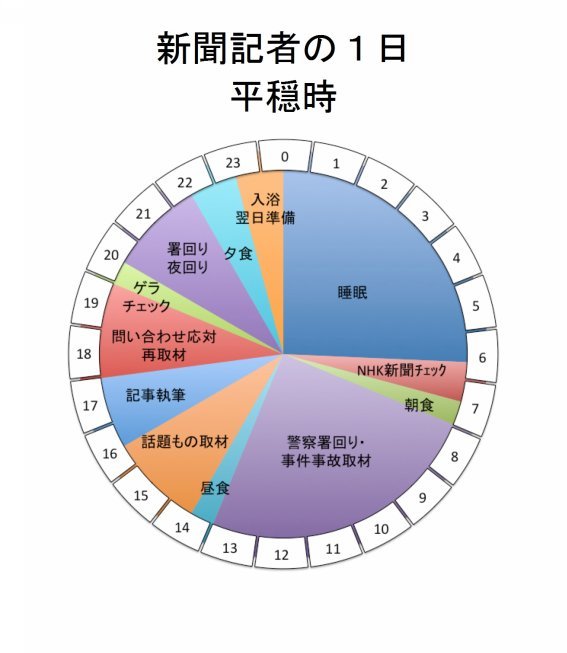 新聞記者の１日
平穏時
0
1
2
3
4
5
6
7
8
9
10
11
12
13
14
15
16
17
18
19
20
21
22
23
睡眠
NHK新聞ﾁｪｯｸ
朝食
警察署回り・
事件事故取材
昼食
話題もの取材
記事執筆
問い合わせ応対
再取材
ゲラ
チェック
署回り
夜回り
夕食
入浴
翌日準備